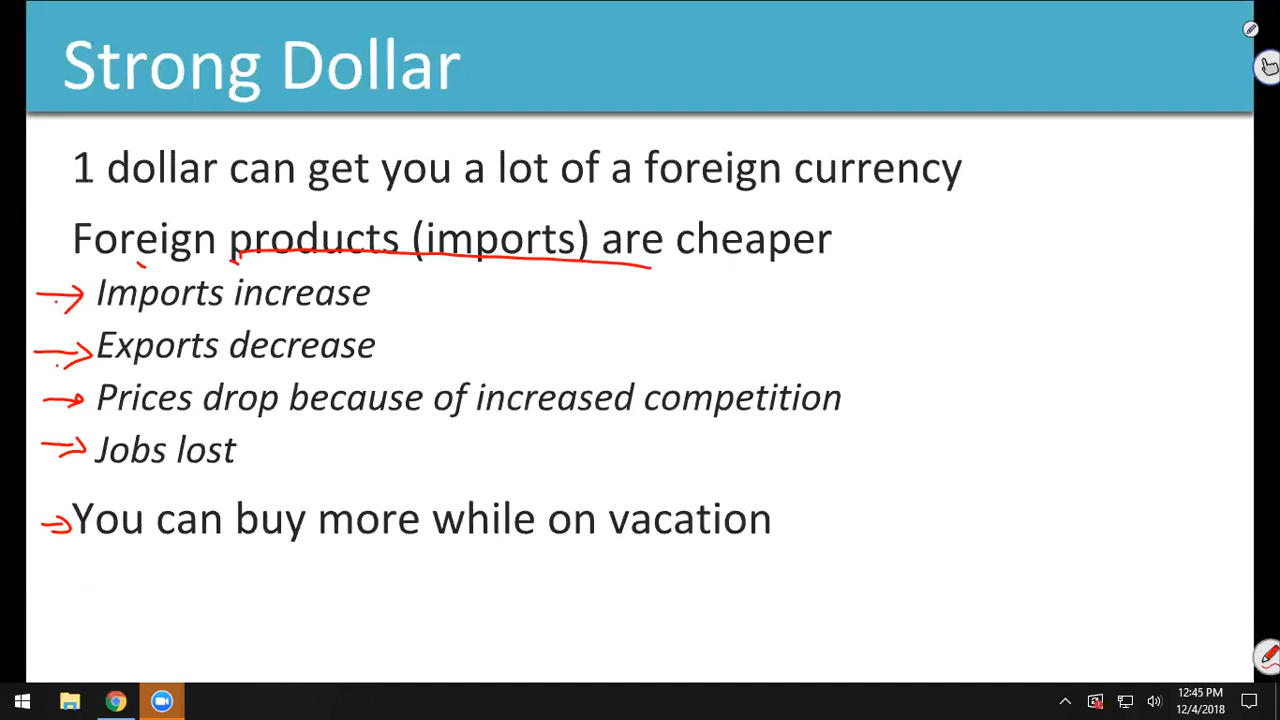 Strong Dollar
1 dollar can get you a lot of a foreign currency
Foreign products (imports) are cheaper
Imports increase
Exports decrease
Prices drop because of increased competition
Jobs lost
You can buy more while on vacation
12:45 PM
12/4/2018